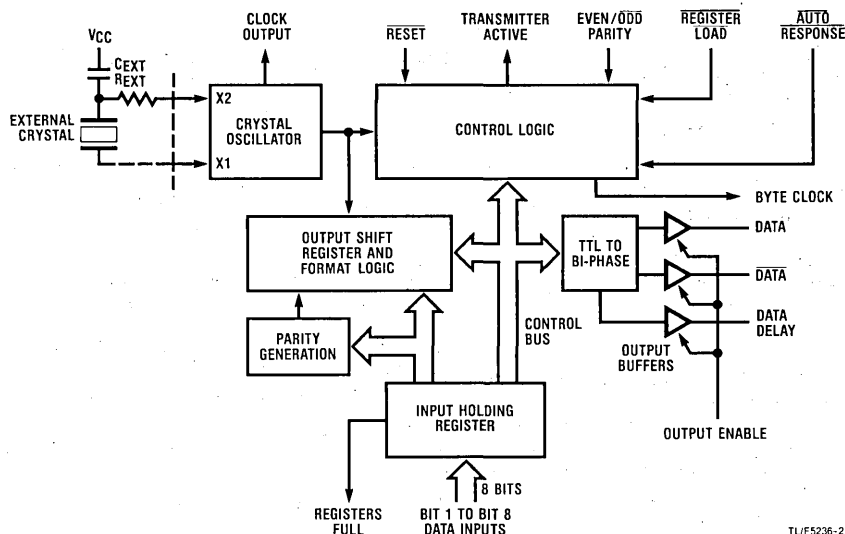 CLOCK
OUTPUT
RESET
TRANSMITTER
ACTIVE
EVEN/O̅D̅D̅
PARITY
REGISTER
LOAD
AUTO
RESPONSE
VCC
CEXT
REXT
EXTERNAL
CRYSTAL
X2
CRYSTAL
OSCILLATOR
X1
CONTROL LOGIC
BYTE CLOCK
OUTPUT SHIFT
REGISTER AND
FORMAT LOGIC
TTL TO
BI-PHASE
DATA
DATA
DATA
DELAY
PARITY
GENERATION
CONTROL
BUS
OUTPUT
BUFFERS
INPUT HOLDING
REGISTER
OUTPUT ENABLE
8 BITS
REGISTERS
FULL
BIT 1 TO BIT 8
DATA INPUTS
TL/F5236-2